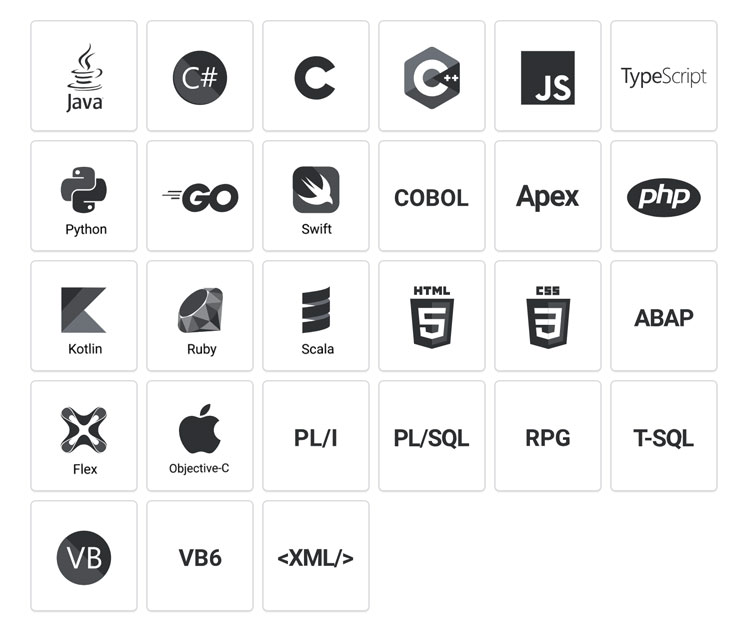 Java
C#
C
C++
JS
TypeScript
Python
GO
Swift
COBOL
Apex
php
Kotlin
Ruby
Scala
HTML
5
CSS
3
ABAP
Flex
Objective-C
PL/I
PL/SQL
RPG
T-SQL
VB
VB6
<XML/>